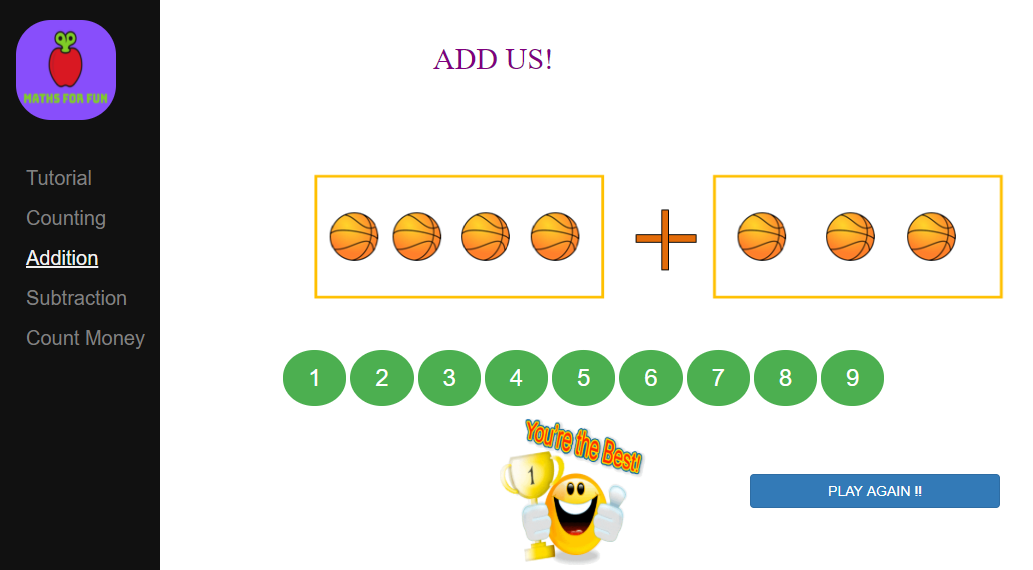 MATHS FOR FUN
Tutorial
Counting
Addition
Subtraction
Count Money
ADD US!
1 2 3 4 5 6 7 8 9
You're the Best!
1
PLAY AGAIN !!